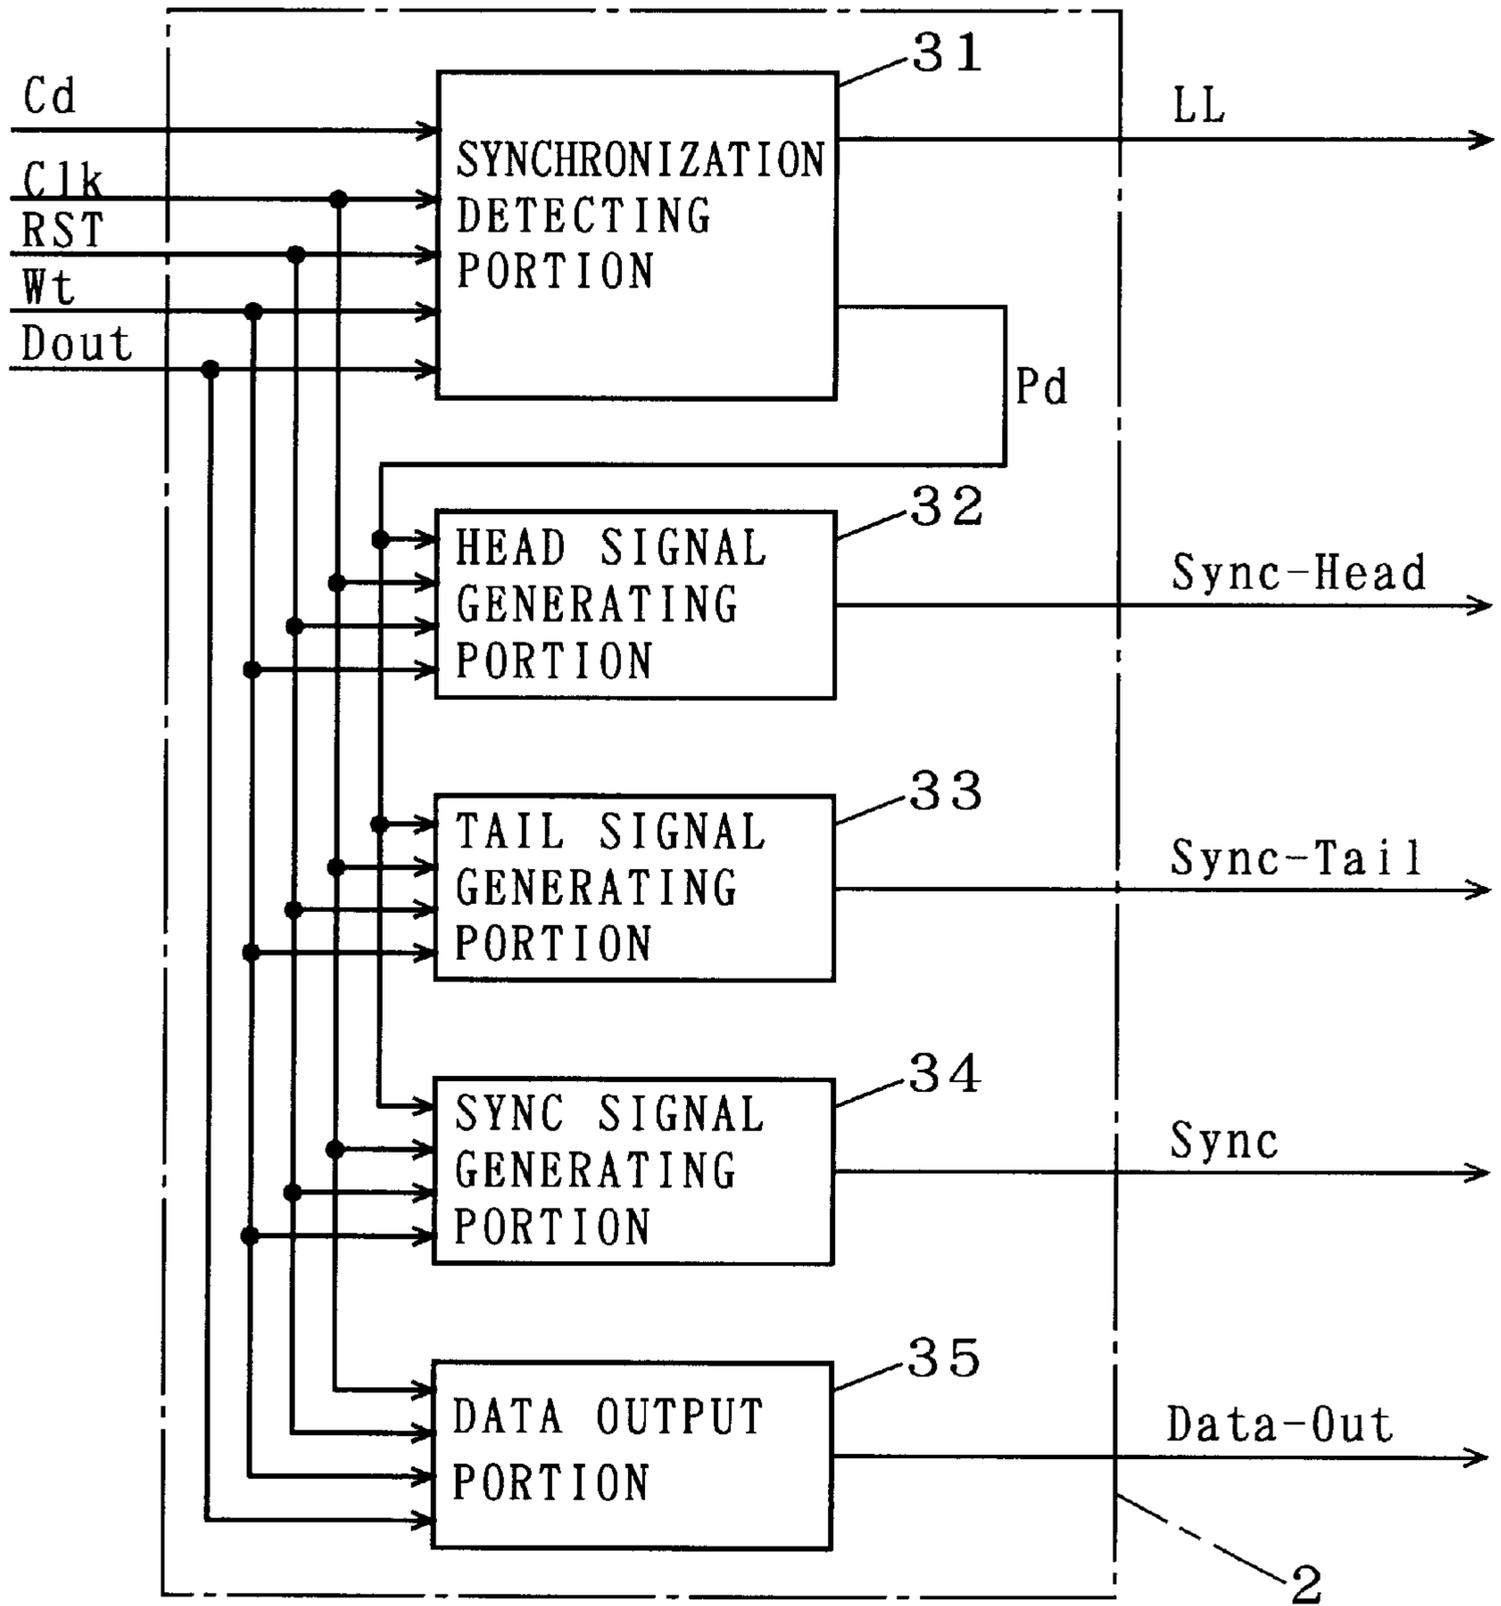 31
Cd
LL
SYNCHRONIZATION
DETECTING
PORTION
Clk
RST
Wt
Dout
Pd
32
HEAD SIGNAL
GENERATING
PORTION
Sync-Head
33
TAIL SIGNAL
GENERATING
PORTION
Sync-Tail
34
SYNC SIGNAL
GENERATING
PORTION
Sync
35
DATA OUTPUT
PORTION
Data-Out
2